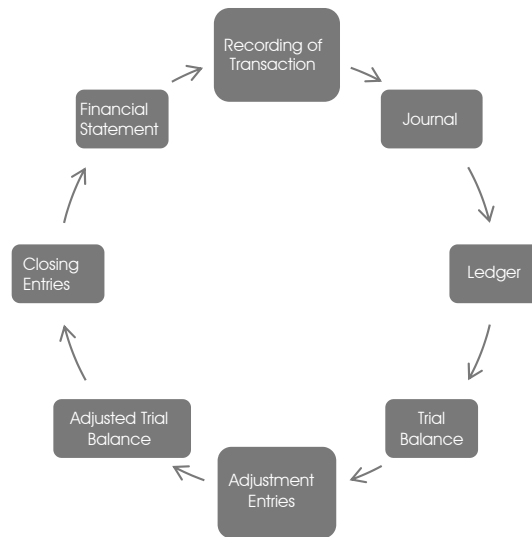 Recording of
Transaction
Journal
Ledger
Trial
Balance
Adjustment
Entries
Adjusted Trial
Balance
Closing
Entries
Financial
Statement